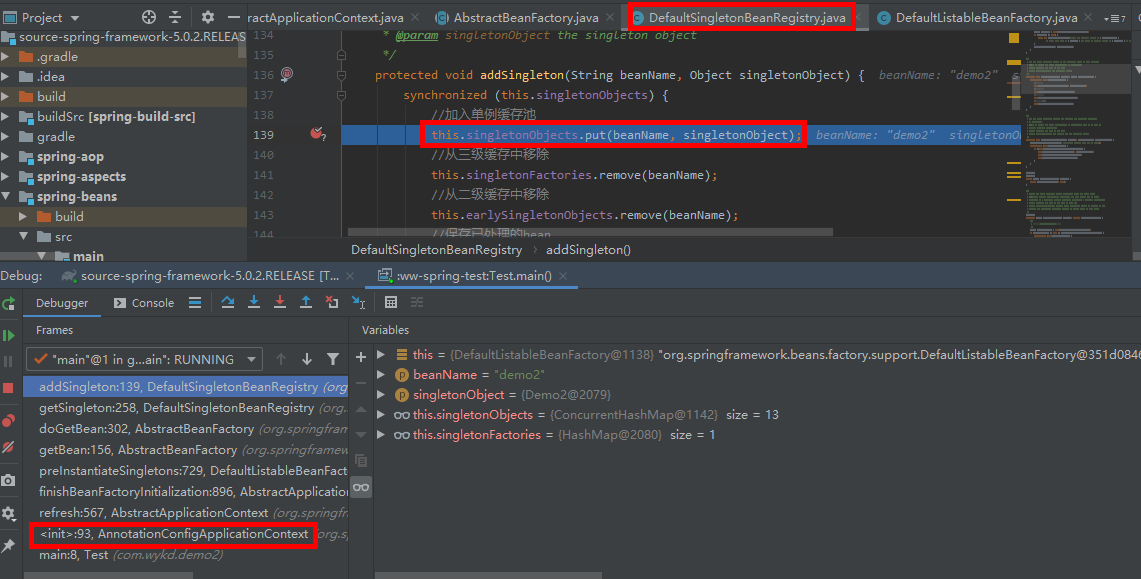 Project
ractApplicationContext.java
AbstractBeanFactory.java
DefaultSingletonBeanRegistry.java
DefaultListableBeanFactory.java
source-spring-framework-5.0.2.RELEAS
.gradle
.idea
build
buildSrc [spring-build-src]
gradle
spring-aop
spring-aspects
spring-beans
build
src
main
134 * @param singletonObject the singleton object
135 */
136 protected void addSingleton(String beanName, Object singletonObject) { beanName: "demo2" s
137 synchronized (this.singletonObjects) {
138 //加入单例缓存池
139 this.singletonObjects.put(beanName, singletonObject); beanName: "demo2" singletonO
140 //从三级缓存中移除
141 this.singletonFactories.remove(beanName);
142 //从二级缓存中移除
143 this.earlySingletonObjects.remove(beanName);
144 //保存已处理的bean
DefaultSingletonBeanRegistry > addSingleton()
Debug: source-spring-framework-5.0.2.RELEASE [T... :ww-spring-test:Test.main()
Debugger Console
Frames
Variables
"main"@1 in g...ain": RUNNING
addSingleton:139, DefaultSingletonBeanRegistry (org
getSingleton:258, DefaultSingletonBeanRegistry (org.
doGetBean:302, AbstractBeanFactory (org.springfram
getBean:156, AbstractBeanFactory (org.springframew
preInstantiateSingletons:729, DefaultListableBeanFact
finishBeanFactoryInitialization:896, AbstractApplication
refresh:567, AbstractApplicationContext (org.springfr
<init>:93, AnnotationConfigApplicationContext (org.s
main:8, Test (com.wykd.demo2)
this = {DefaultListableBeanFactory@1138} "org.springframework.beans.factory.support.DefaultListableBeanFactory@351d0846
beanName = "demo2"
singletonObject = {Demo2@2079}
this.singletonObjects = {ConcurrentHashMap@1142} size = 13
this.singletonFactories = {HashMap@2080} size = 1